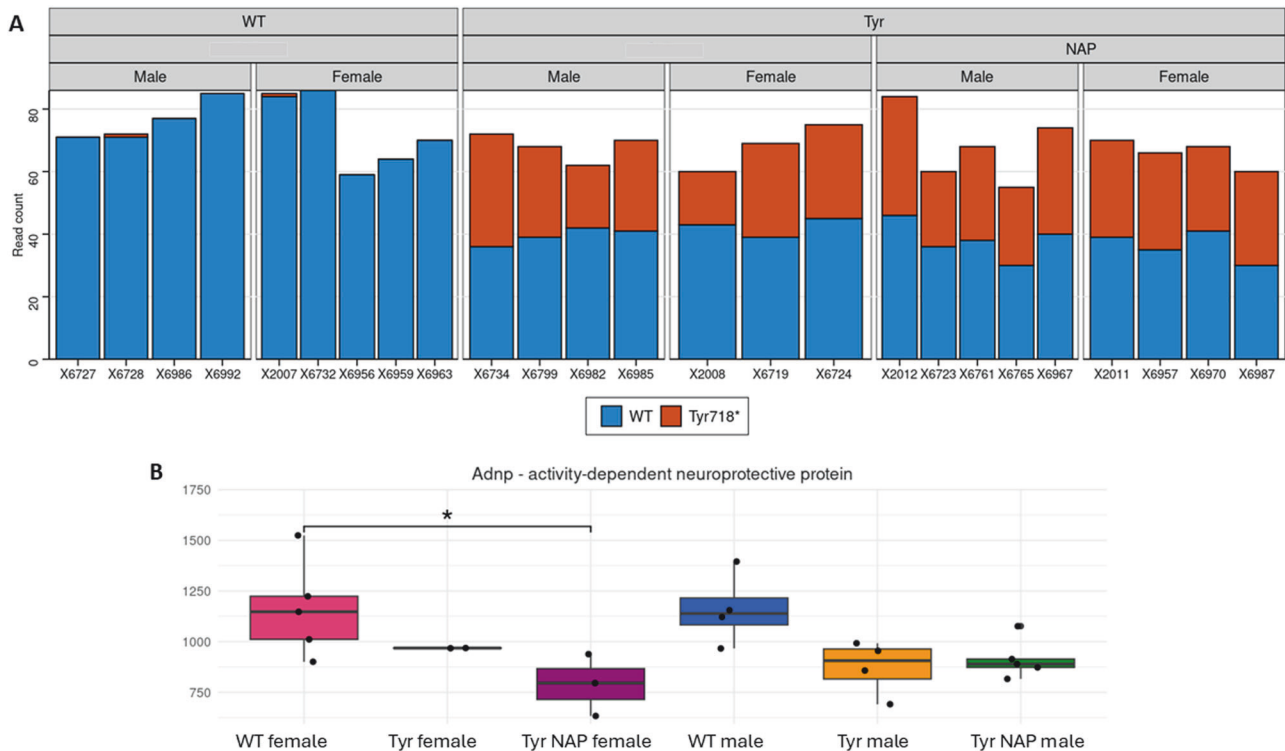 A
WT Tyr
NAP
Male Female Male Female Male Female
Read count
80
60
40
20
0
X6727 X6728 X6986 X6992 X2007 X6732 X6956 X6959 X6963 X6734 X6799 X6982 X6985 X2008 X6719 X6724 X2012 X6723 X6761 X6765 X6967 X2011 X6957 X6970 X6987
WT Tyr718*
B
Adnp - activity-dependent neuroprotective protein
1750
*
1500
1250
1000
750
WT female Tyr female Tyr NAP female WT male Tyr male Tyr NAP male